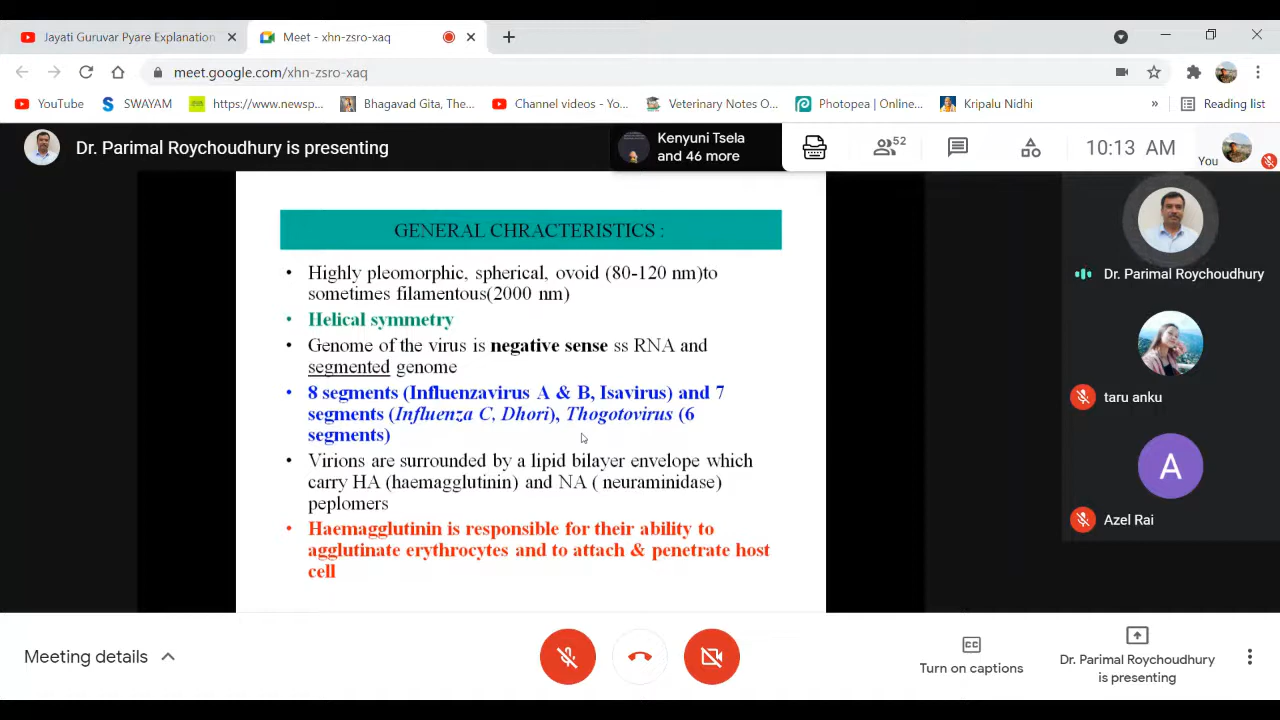 Jayati Guruvar Pyare Explanation
Meet - xhn-zsro-xaq
meet.google.com/xhn-zsro-xaq
YouTube
SWAYAM
https://www.newsp...
Bhagavad Gita, The...
Channel videos - Yo...
Veterinary Notes O...
Photopea | Online...
Kripalu Nidhi
»
Reading list
Dr. Parimal Roychoudhury is presenting
Kenyuni Tsela
and 46 more
52
10:13 AM
You
GENERAL CHRACTERISTICS :
• Highly pleomorphic, spherical, ovoid (80-120 nm)to
sometimes filamentous(2000 nm)
• Helical symmetry
• Genome of the virus is negative sense ss RNA and
segmented genome
• 8 segments (Influenzavirus A & B, Isavirus) and 7
segments (Influenza C, Dhori), Thogotovirus (6
segments)
• Virions are surrounded by a lipid bilayer envelope which
carry HA (haemagglutinin) and NA ( neuraminidase)
peplomers
• Haemagglutinin is responsible for their ability to
agglutinate erythrocytes and to attach & penetrate host
cell
Dr. Parimal Roychoudhury
taru anku
A
Azel Rai
Meeting details
CC
Turn on captions
Dr. Parimal Roychoudhury
is presenting